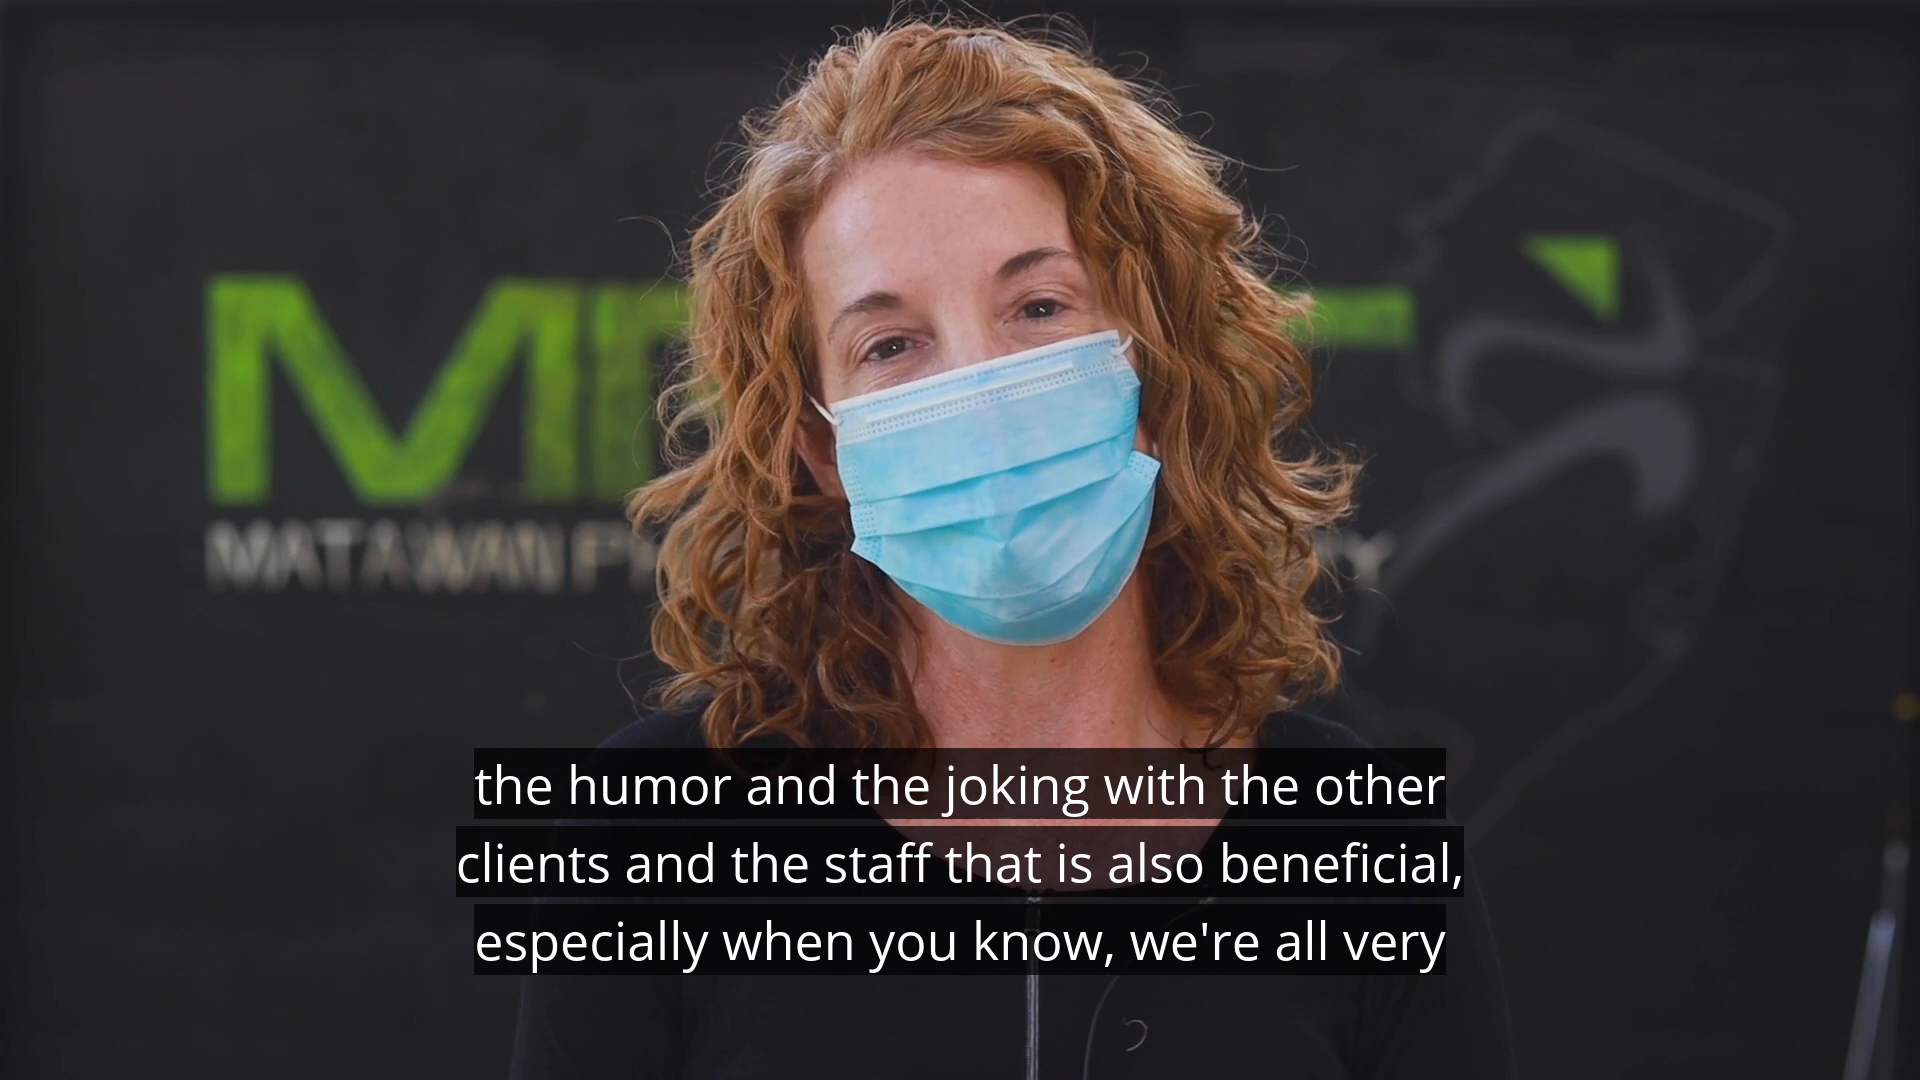 MATAWAN
the humor and the joking with the other
clients and the staff that is also beneficial,
especially when you know, we're all very